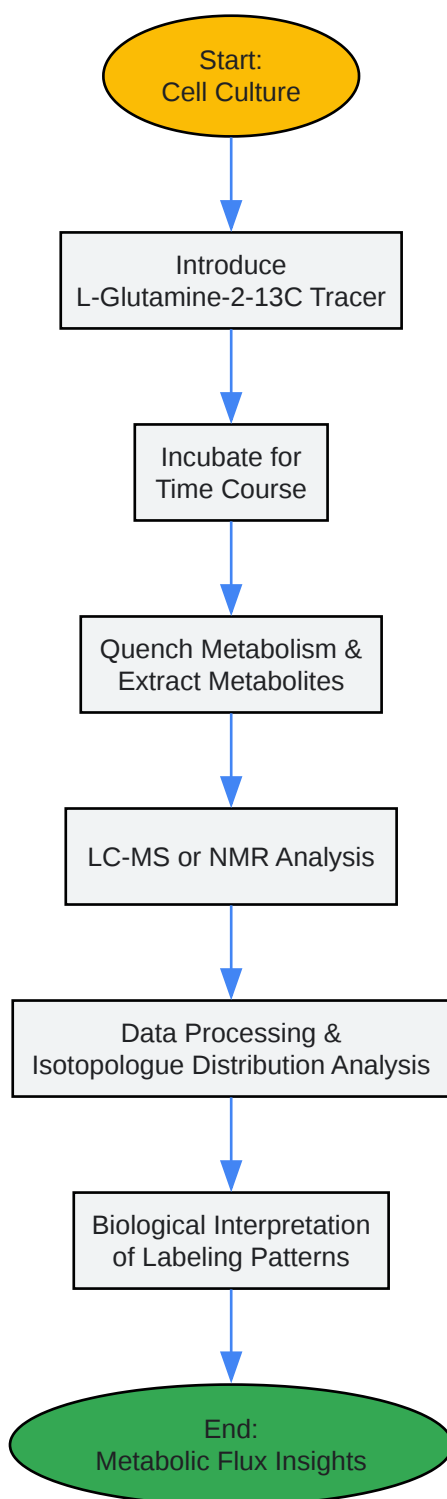 Start:
Cell Culture
Introduce
L-Glutamine-2-13C Tracer
Incubate for
Time Course
Quench Metabolism &
Extract Metabolites
LC-MS or NMR Analysis
Data Processing &
Isotopologue Distribution Analysis
Biological Interpretation
of Labeling Patterns
End:
Metabolic Flux Insights